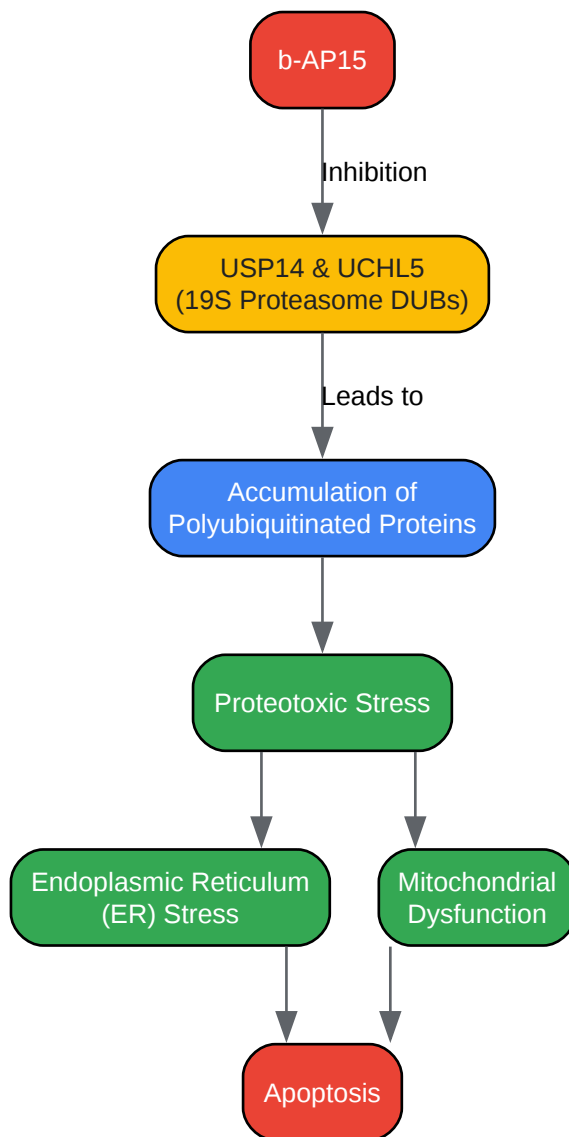 b-AP15
Inhibition
USP14 & UCHL5
(19S Proteasome DUBs)
Leads to
Accumulation of
Polyubiquitinated Proteins
Proteotoxic Stress
Endoplasmic Reticulum
(ER) Stress
Mitochondrial
Dysfunction
Apoptosis